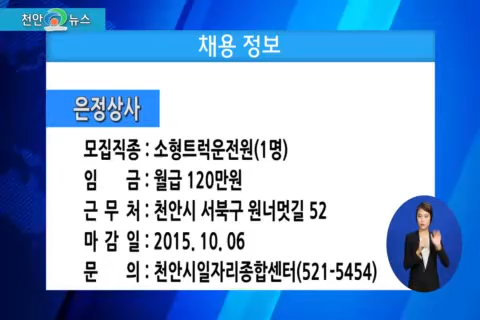 천안 뉴스
채용 정보
은정상사
모집직종 : 소형트럭운전원(1명)
임 금 : 월급 120만원
근 무 처 : 천안시 서북구 원너멋길 52
마 감 일 : 2015. 10. 06
문 의 : 천안시일자리종합센터(521-5454)